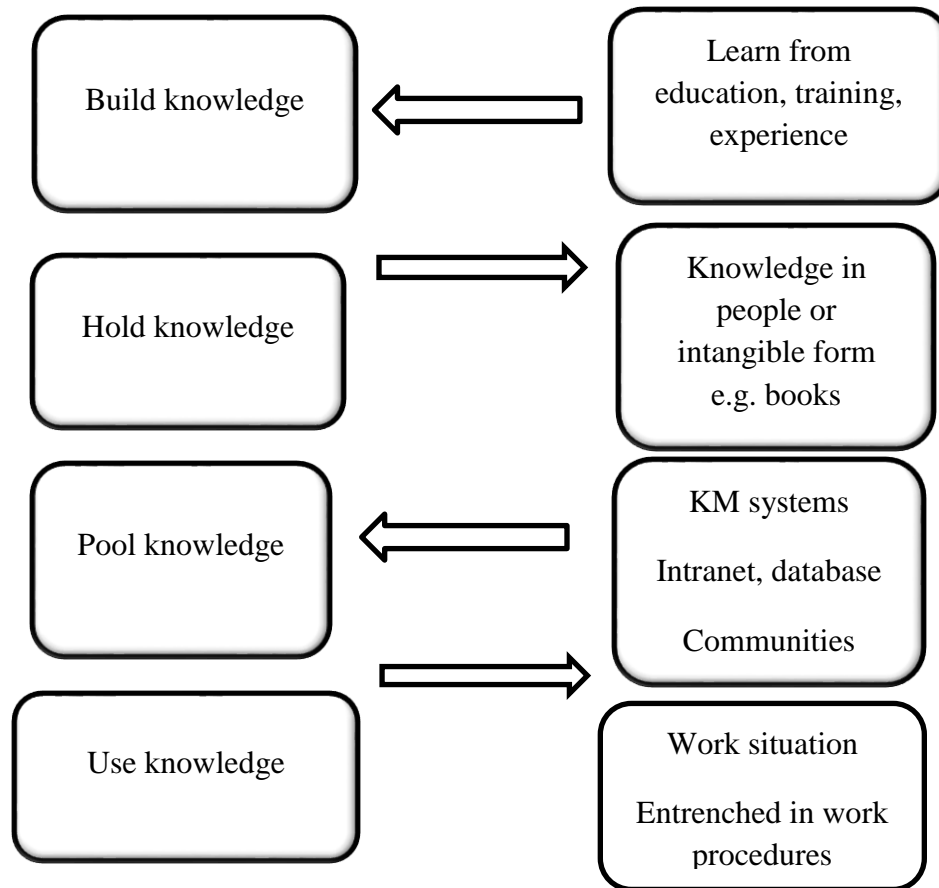 Build knowledge
Learn from
education, training,
experience
Hold knowledge
Knowledge in
people or
intangible form
e.g. books
Pool knowledge
KM systems
Intranet, database
Communities
Use knowledge
Work situation
Entrenched in work
procedures